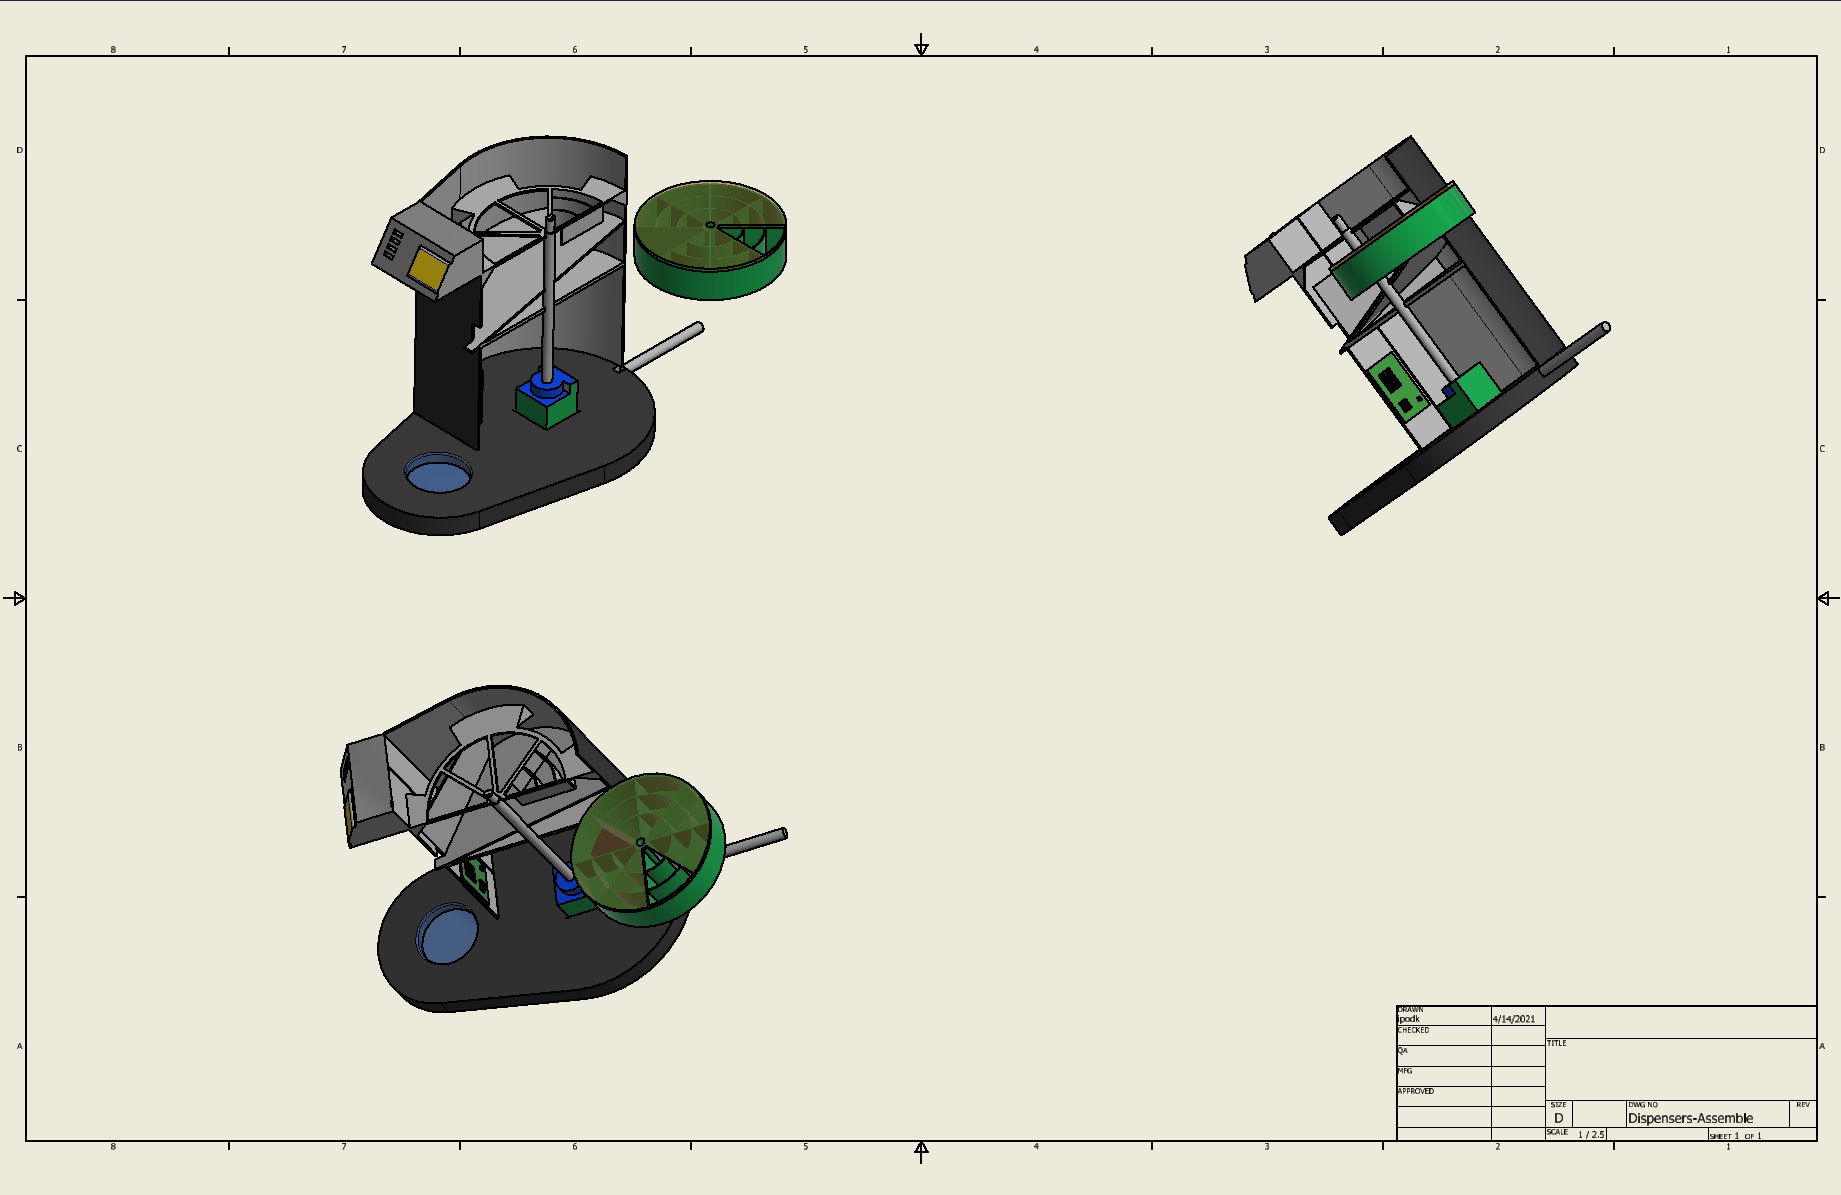 8 7 6 5 4 3 2 1
D D
C C
B B
A A
DRAWN
ipodk 4/14/2021
CHECKED
QA
MFG
APPROVED
TITLE
SIZE DWG NO REV
D Dispensers-Assemble
SCALE 1 / 2.5 SHEET 1 OF 1
8 7 6 5 4 3 2 1